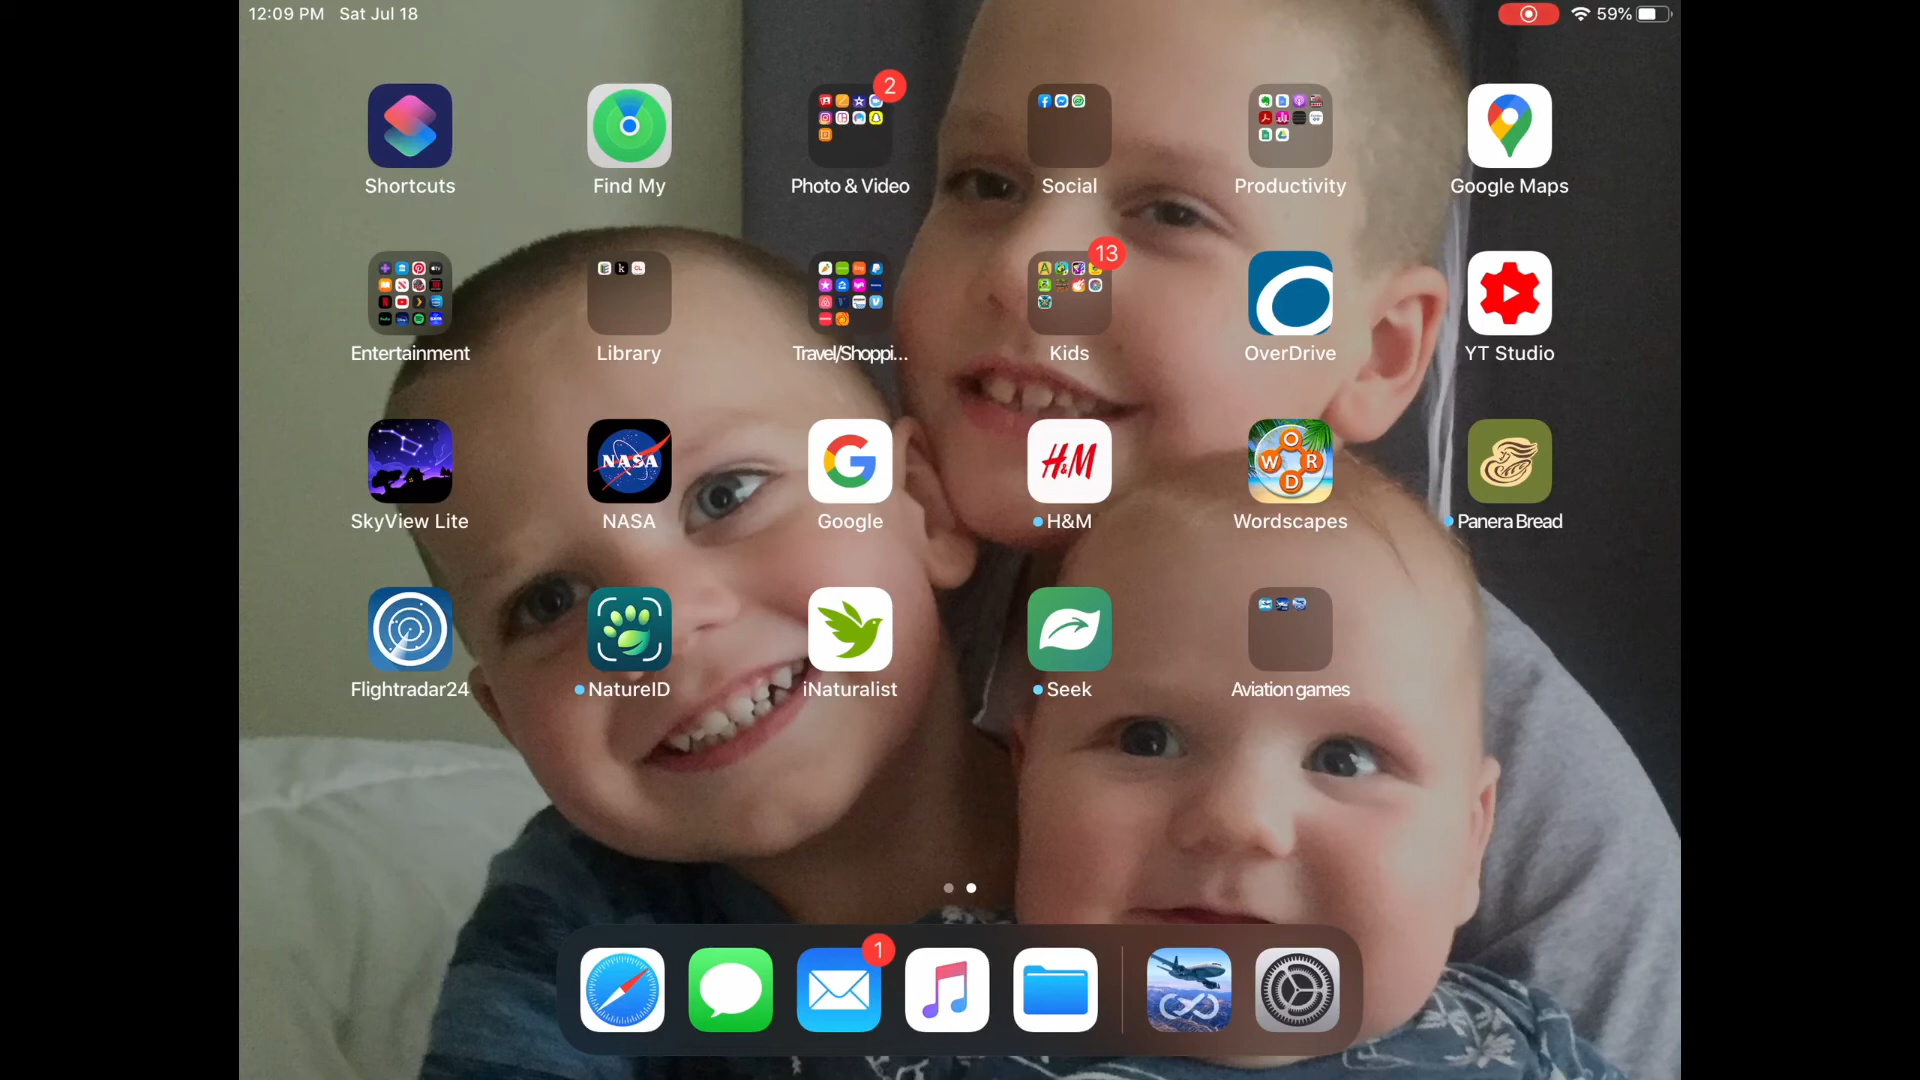 12:09 PM Sat Jul 18
59%
2
Shortcuts
Find My
Photo & Video
Social
Productivity
Google Maps
13
Entertainment
Library
Travel/Shoppi...
Kids
OverDrive
YT Studio
NASA
H&M
W O R D
SkyView Lite
NASA
Google
H&M
Wordscapes
Panera Bread
Flightradar24
NatureID
iNaturalist
Seek
Aviation games
1